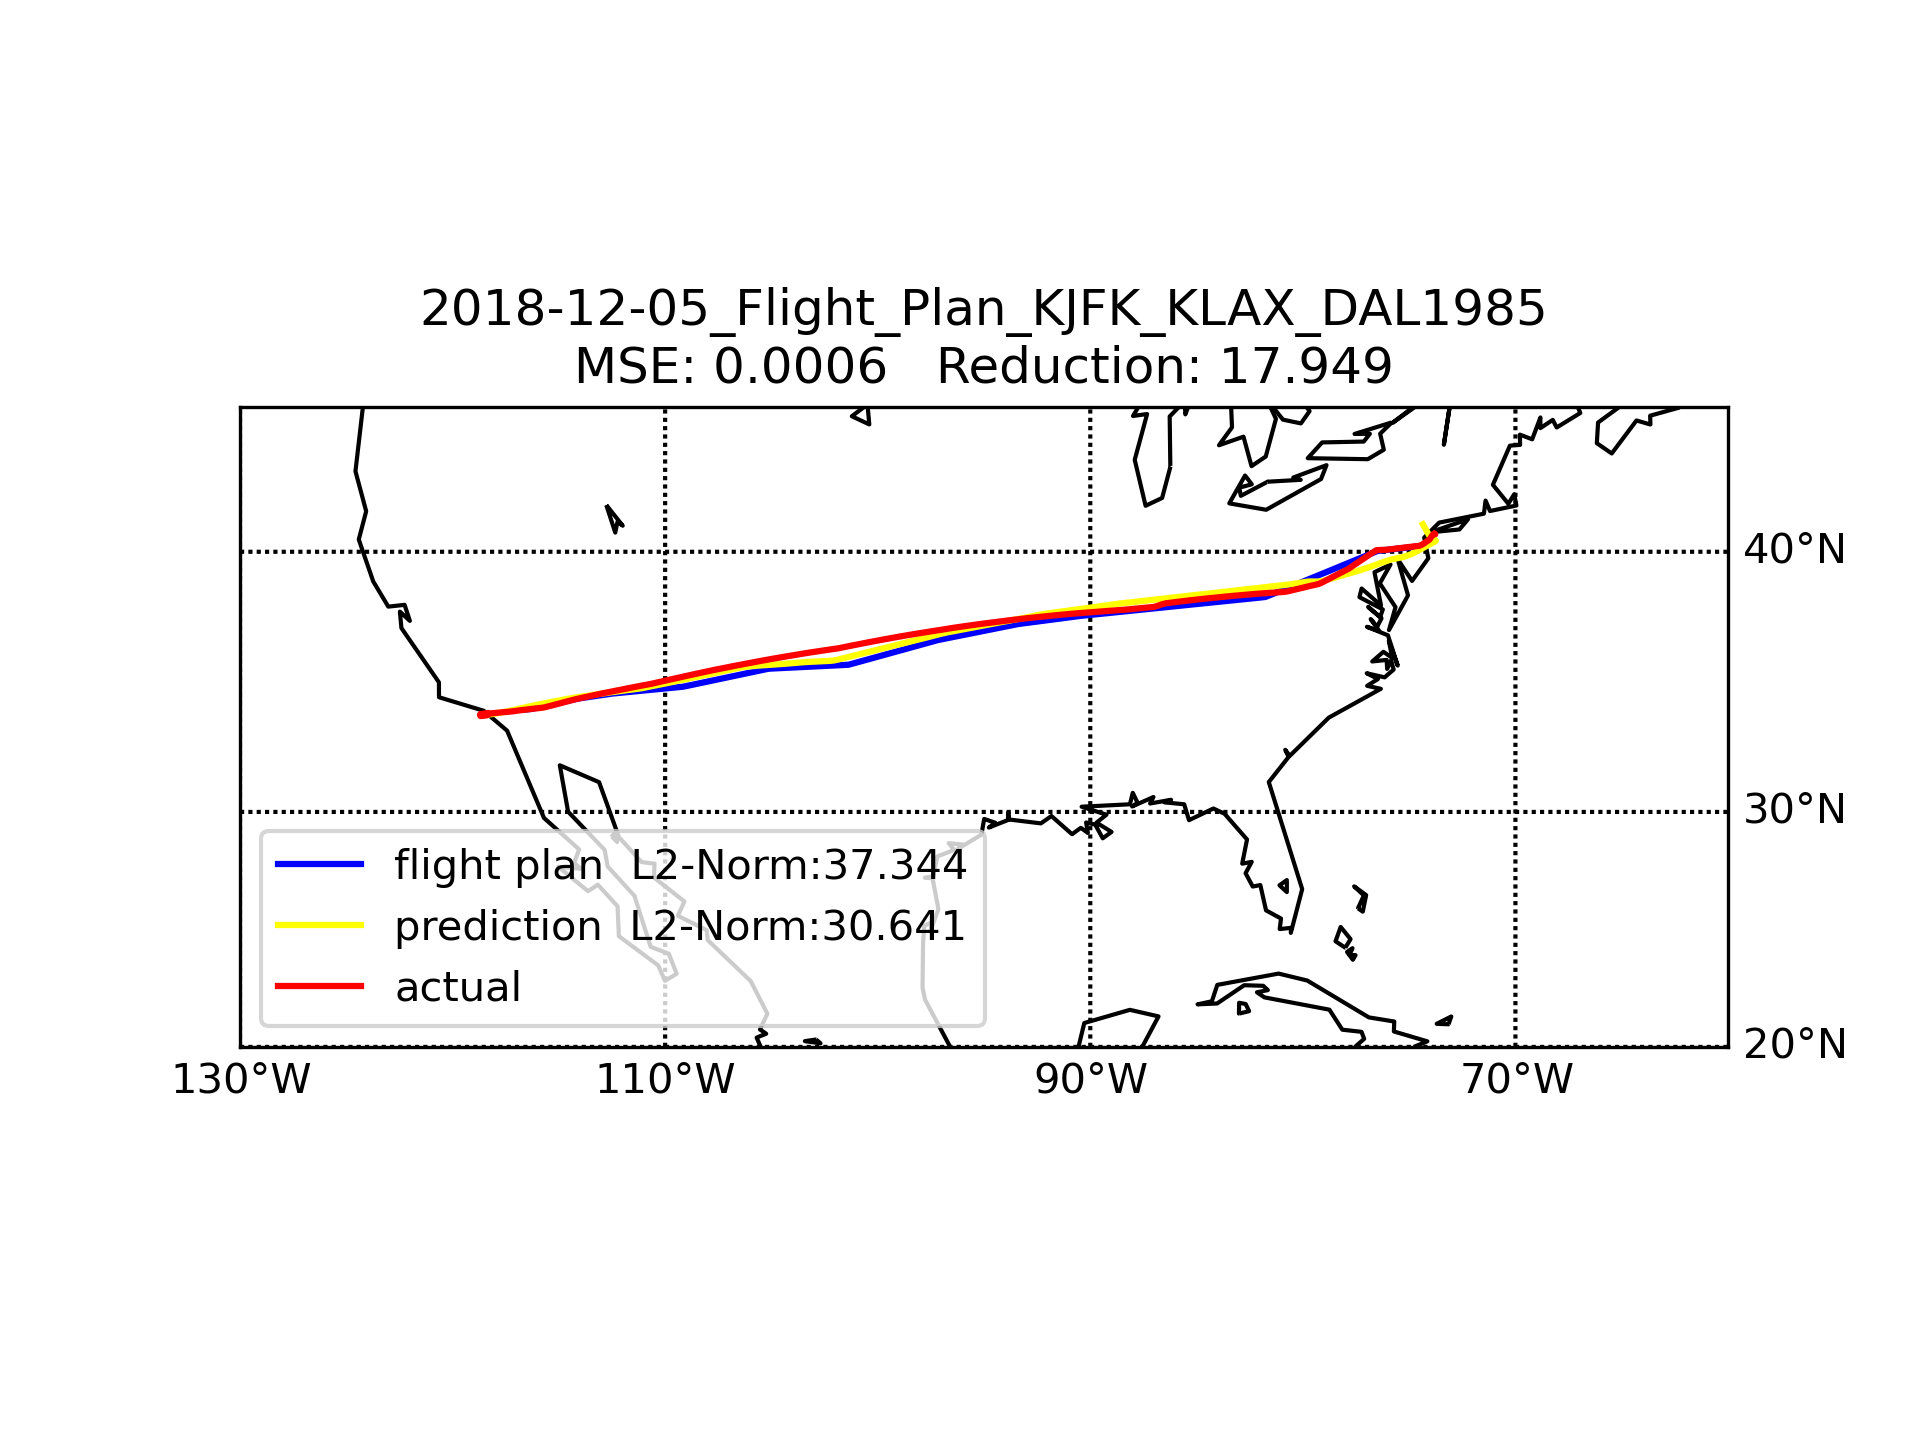 2018-12-05_Flight_Plan_KJFK_KLAX_DAL1985
MSE: 0.0006   Reduction: 17.949
40°N
30°N
flight plan  L2-Norm:37.344
prediction  L2-Norm:30.641
actual
20°N
130°W
110°W
90°W
70°W